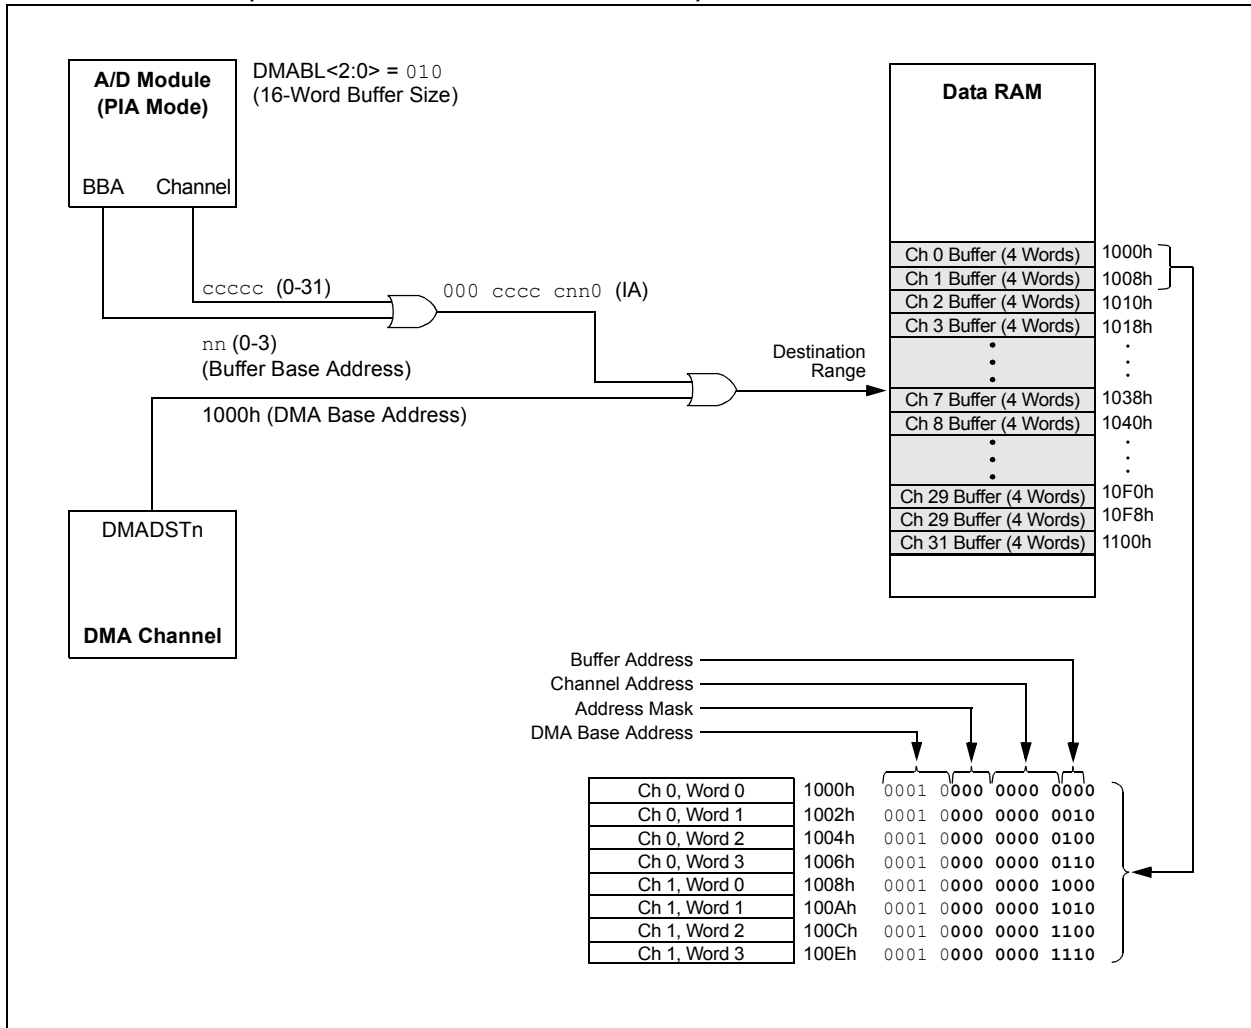 A/D Module
(PIA Mode)
BBA Channel
DMABL<2:0> = 010
(16-Word Buffer Size)
ccccc (0-31)
000 cccc cnn0 (IA)
nn (0-3)
(Buffer Base Address)
1000h (DMA Base Address)
DMADSTn
DMA Channel
Destination
Range
Data RAM
Ch 0 Buffer (4 Words) 1000h
Ch 1 Buffer (4 Words) 1008h
Ch 2 Buffer (4 Words) 1010h
Ch 3 Buffer (4 Words) 1018h
Ch 7 Buffer (4 Words) 1038h
Ch 8 Buffer (4 Words) 1040h
Ch 29 Buffer (4 Words) 10F0h
Ch 29 Buffer (4 Words) 10F8h
Ch 31 Buffer (4 Words) 1100h
Buffer Address
Channel Address
Address Mask
DMA Base Address
Ch 0, Word 0 1000h 0001 0000 0000 0000
Ch 0, Word 1 1002h 0001 0000 0000 0010
Ch 0, Word 2 1004h 0001 0000 0000 0100
Ch 0, Word 3 1006h 0001 0000 0000 0110
Ch 1, Word 0 1008h 0001 0000 0000 1000
Ch 1, Word 1 100Ah 0001 0000 0000 1010
Ch 1, Word 2 100Ch 0001 0000 0000 1100
Ch 1, Word 3 100Eh 0001 0000 0000 1110